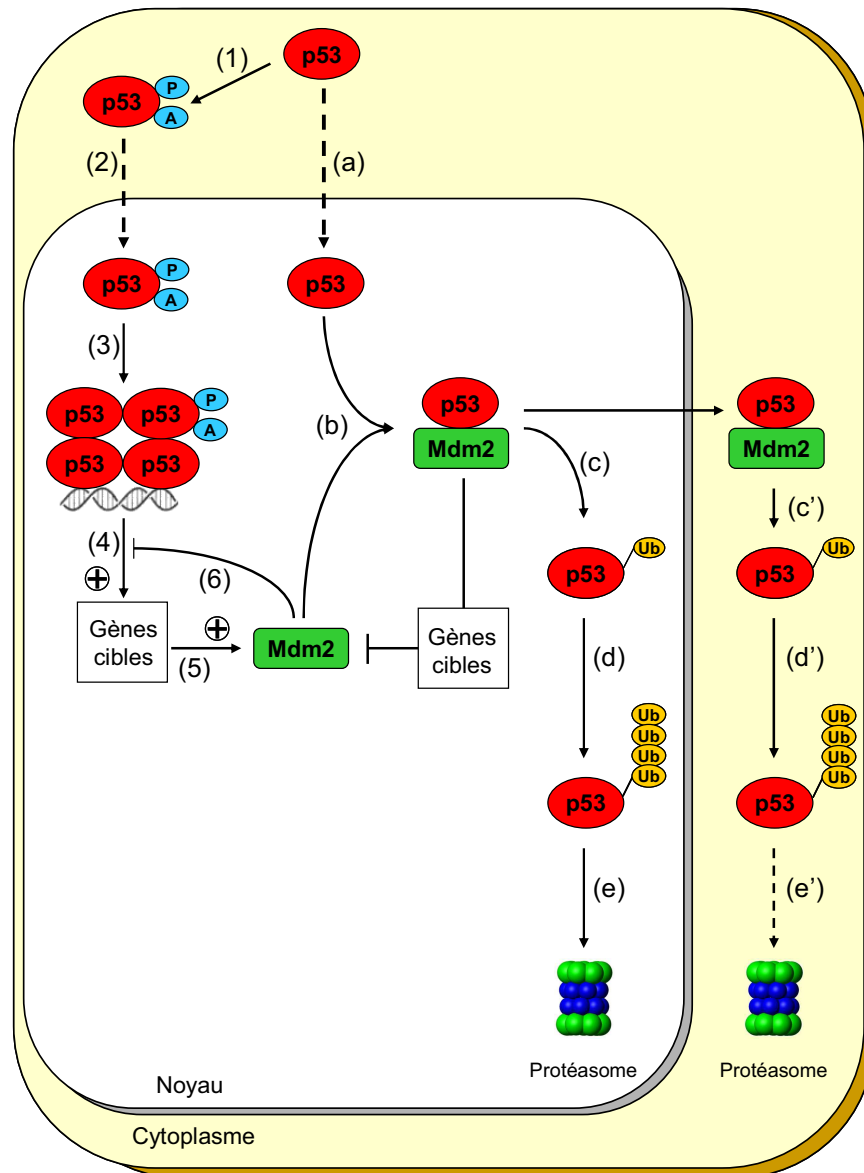 p53
(1)
P
p53
A
(2)
(a)
P
p53
A
p53
(3)
P
p53 p53
A
p53 p53
(b)
p53
Mdm2
p53
Mdm2
(c)
(c’)
(4)
(6)
Gènes
cibles
(5)
Mdm2
Gènes
cibles
Ub
p53
Ub
p53
(d)
(d’)
Ub
Ub
Ub
Ub
p53
Ub
Ub
Ub
Ub
p53
(e)
(e’)
Protéasome
Protéasome
Noyau
Cytoplasme